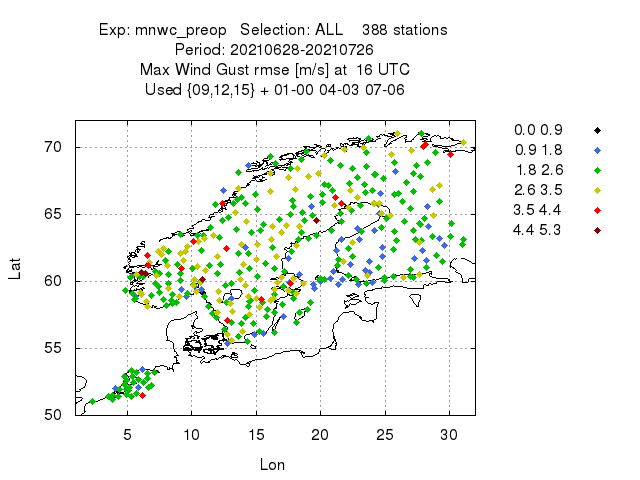 Exp: mnwc_preop   Selection: ALL    388 stations
Period: 20210628-20210726
Max Wind Gust rmse [m/s] at  16 UTC
Used {09,12,15} + 01-00 04-03 07-06
0.0 0.9
0.9 1.8
1.8 2.6
2.6 3.5
3.5 4.4
4.4 5.3
70
65
60
55
50
Lat
5 10 15 20 25 30
Lon